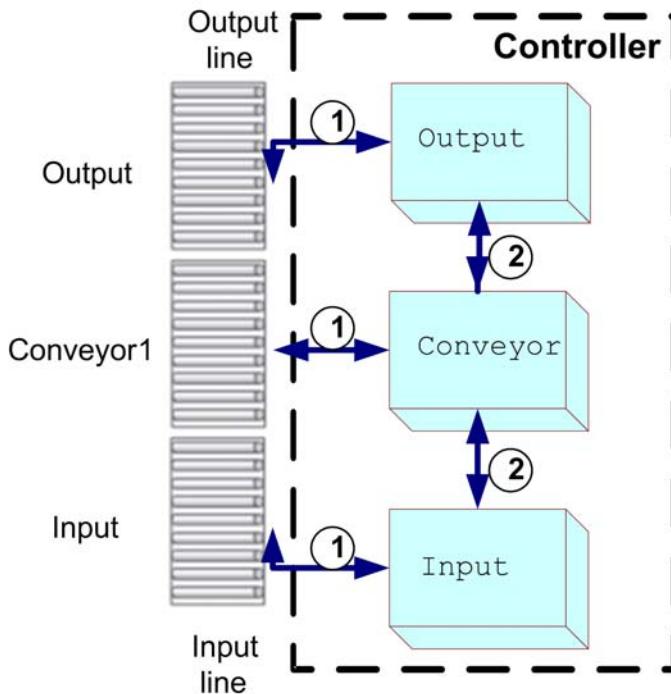 Output
line
Controller
1
Output
Output
2
1
Conveyor1
Conveyor
2
1
Input
Input
Input
line